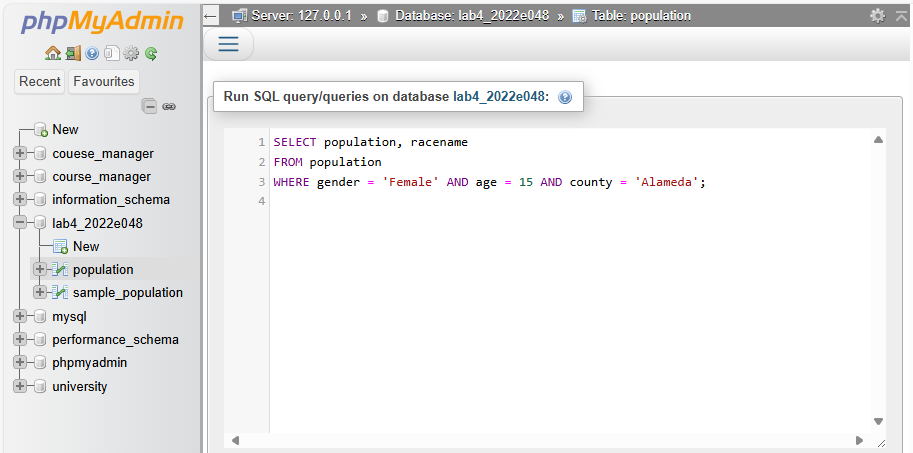 phpMyAdmin
Recent Favourites
New
couese_manager
course_manager
information_schema
lab4_2022e048
New
population
sample_population
mysql
performance_schema
phpmyadmin
university
Server: 127.0.0.1 » Database: lab4_2022e048 » Table: population
Run SQL query/queries on database lab4_2022e048:
1 SELECT population, racename
2 FROM population
3 WHERE gender = 'Female' AND age = 15 AND county = 'Alameda';
4